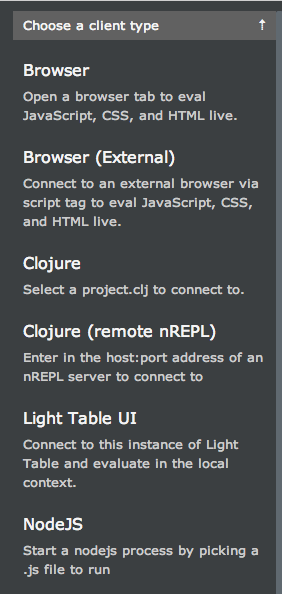 Choose a client type ↑
Browser
Open a browser tab to eval
JavaScript, CSS, and HTML live.
Browser (External)
Connect to an external browser via
script tag to eval JavaScript, CSS,
and HTML live.
Clojure
Select a project.clj to connect to.
Clojure (remote nREPL)
Enter in the host:port address of an
nREPL server to connect to
Light Table UI
Connect to this instance of Light
Table and evaluate in the local
context.
NodeJS
Start a nodejs process by picking a
.js file to run